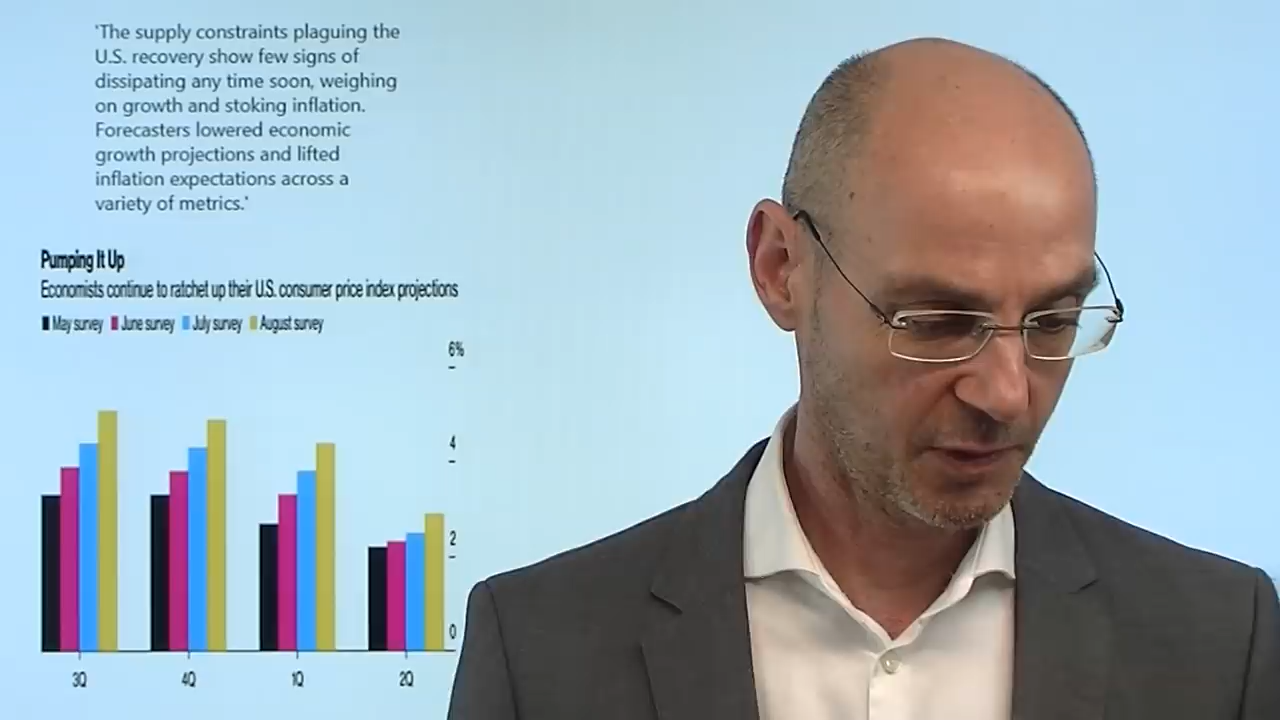 'The supply constraints plaguing the
U.S. recovery show few signs of
dissipating any time soon, weighing
on growth and stoking inflation.
Forecasters lowered economic
growth projections and lifted
inflation expectations across a
variety of metrics.'
Pumping It Up
Economists continue to ratchet up their U.S. consumer price index projections
May survey June survey July survey August survey
6%
4
2
0
3Q 4Q 1Q 2Q